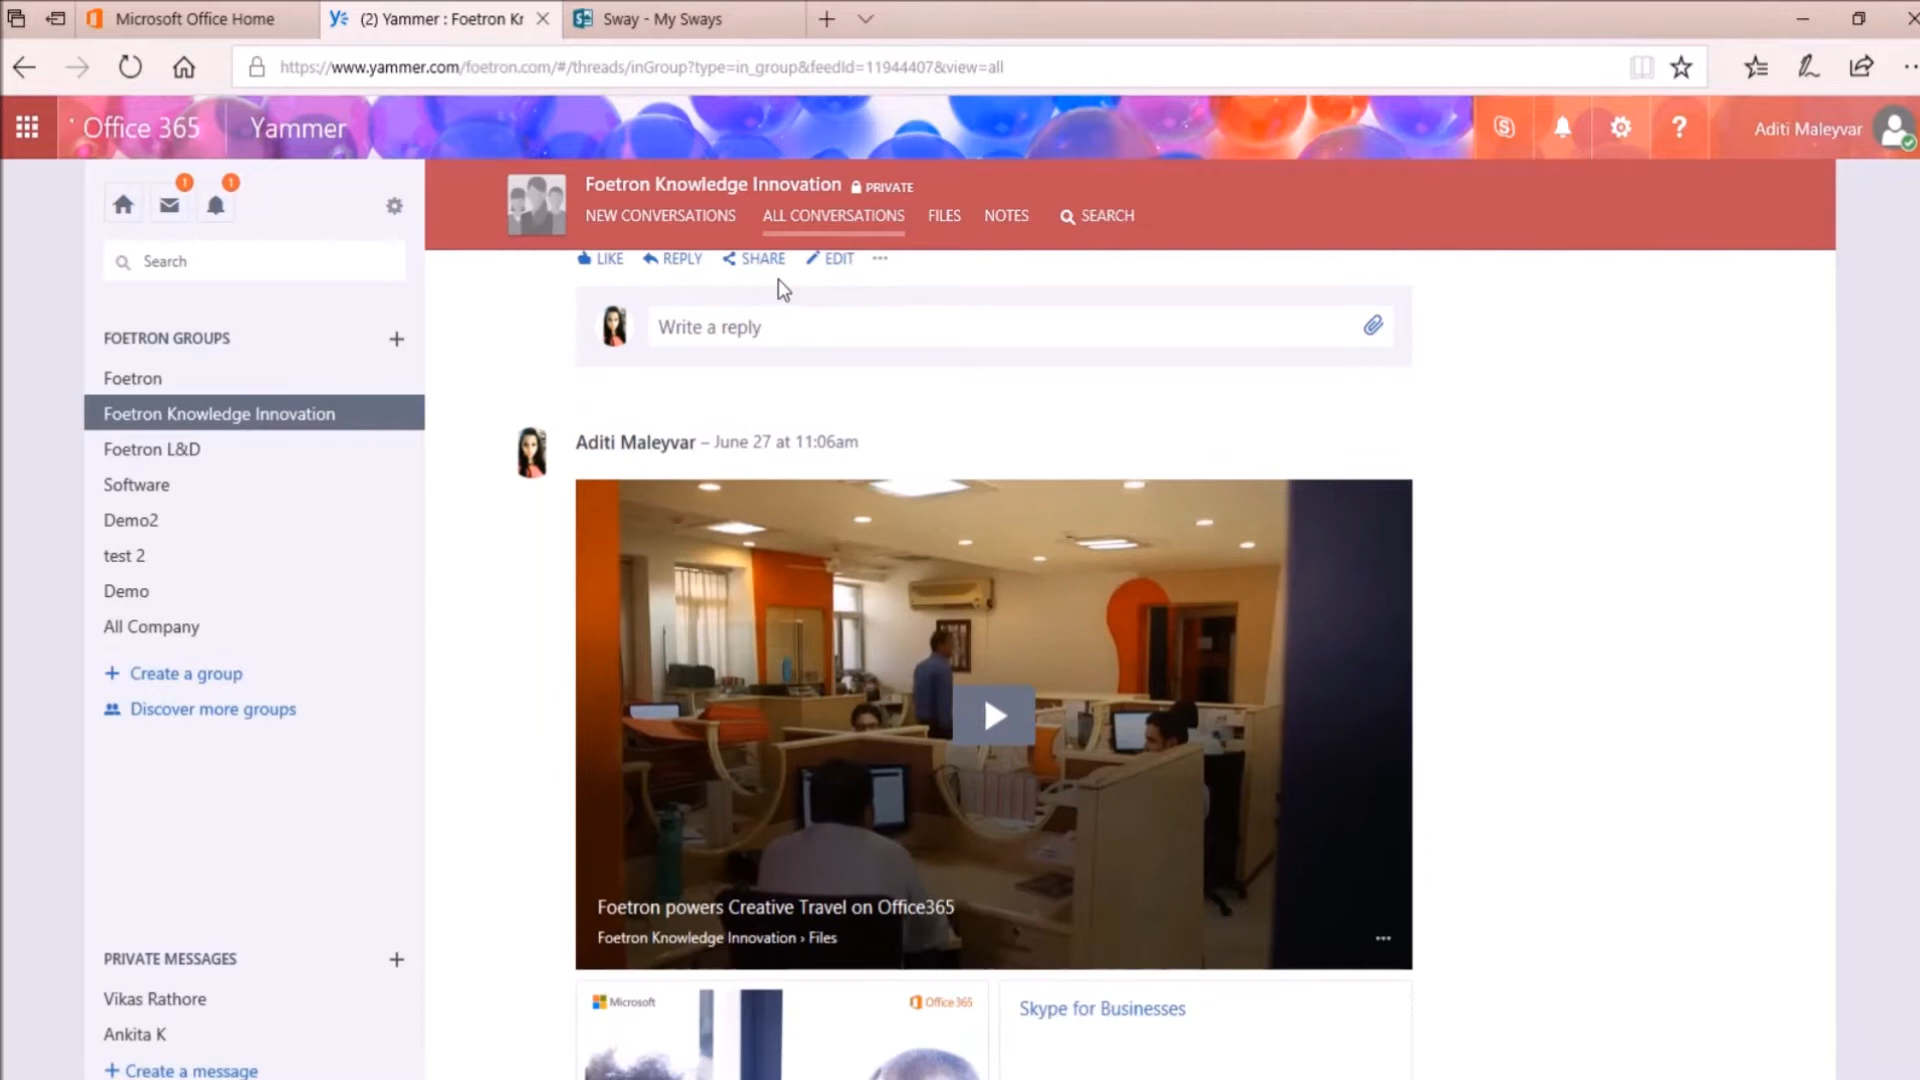 Microsoft Office Home
(2) Yammer : Foetron Kr
Sway - My Sways
https://www.yammer.com/foetron.com/#/threads/inGroup?type=in_group&feedId=11944407&view=all
Office 365
Yammer
Aditi Maleyvar
1
1
Search
FOETRON GROUPS
Foetron
Foetron Knowledge Innovation
Foetron L&D
Software
Demo2
test 2
Demo
All Company
Create a group
Discover more groups
PRIVATE MESSAGES
Vikas Rathore
Ankita K
Create a message
Foetron Knowledge Innovation PRIVATE
NEW CONVERSATIONS ALL CONVERSATIONS FILES NOTES SEARCH
LIKE REPLY SHARE EDIT
Write a reply
Aditi Maleyvar – June 27 at 11:06am
Foetron powers Creative Travel on Office365
Foetron Knowledge Innovation › Files
Microsoft
Office 365
Skype for Businesses